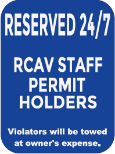 RESERVED 24/7
RCAV STAFF
PERMIT
HOLDERS
Violators will be towed
at owner's expense.